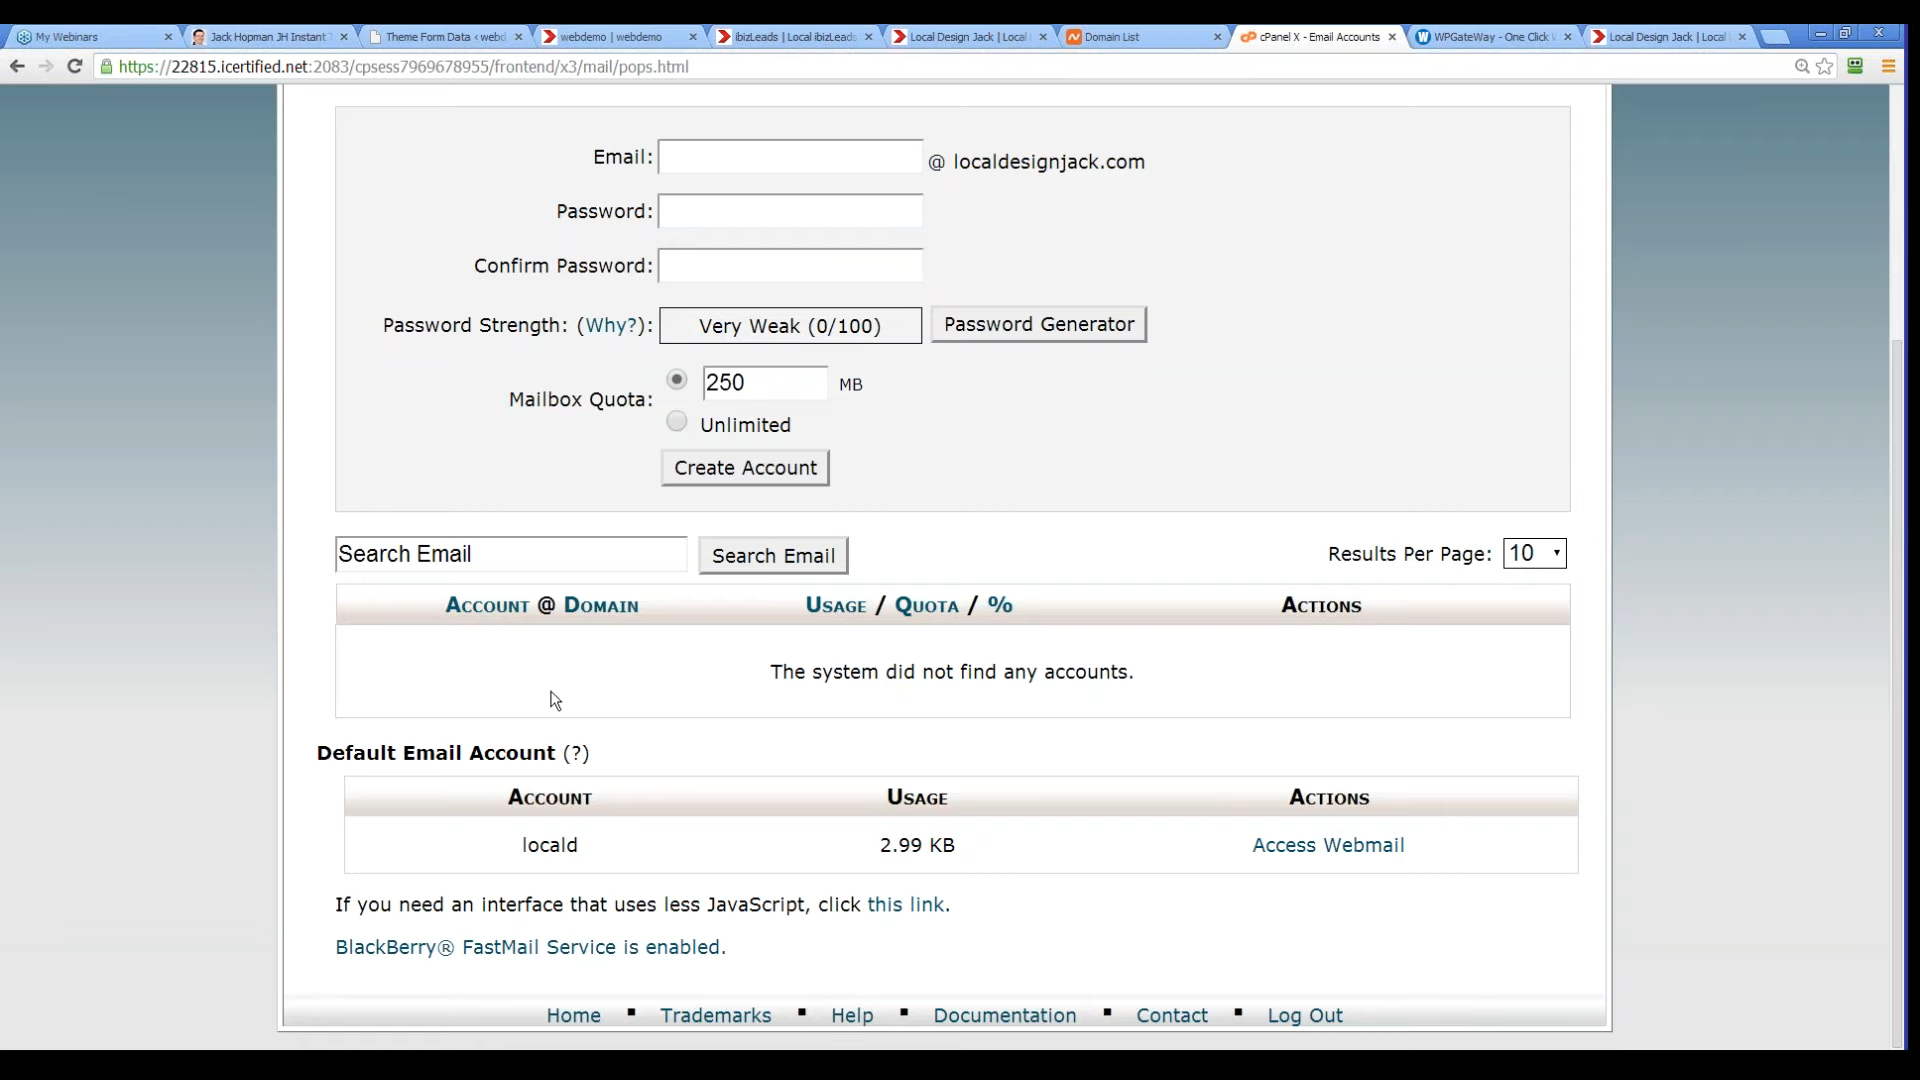 My Webinars
Jack Hopman JH Instant
Theme Form Data ‹ webd
webdemo | webdemo
ibizLeads | Local ibizLeads
Local Design Jack | Local
Domain List
cPanel X - Email Accounts
WPGateWay - One Click
Local Design Jack | Local
https://22815.icertified.net:2083/cpsess7969678955/frontend/x3/mail/pops.html
Email: @ localdesignjack.com
Password:
Confirm Password:
Password Strength: (Why?): Very Weak (0/100) Password Generator
Mailbox Quota: 250 MB
Unlimited
Create Account
Search Email Search Email Results Per Page: 10
Account @ Domain Usage / Quota / % Actions
The system did not find any accounts.
Default Email Account (?)
Account Usage Actions
locald 2.99 KB Access Webmail
If you need an interface that uses less JavaScript, click this link.
BlackBerry® FastMail Service is enabled.
Home ▪ Trademarks ▪ Help ▪ Documentation ▪ Contact ▪ Log Out